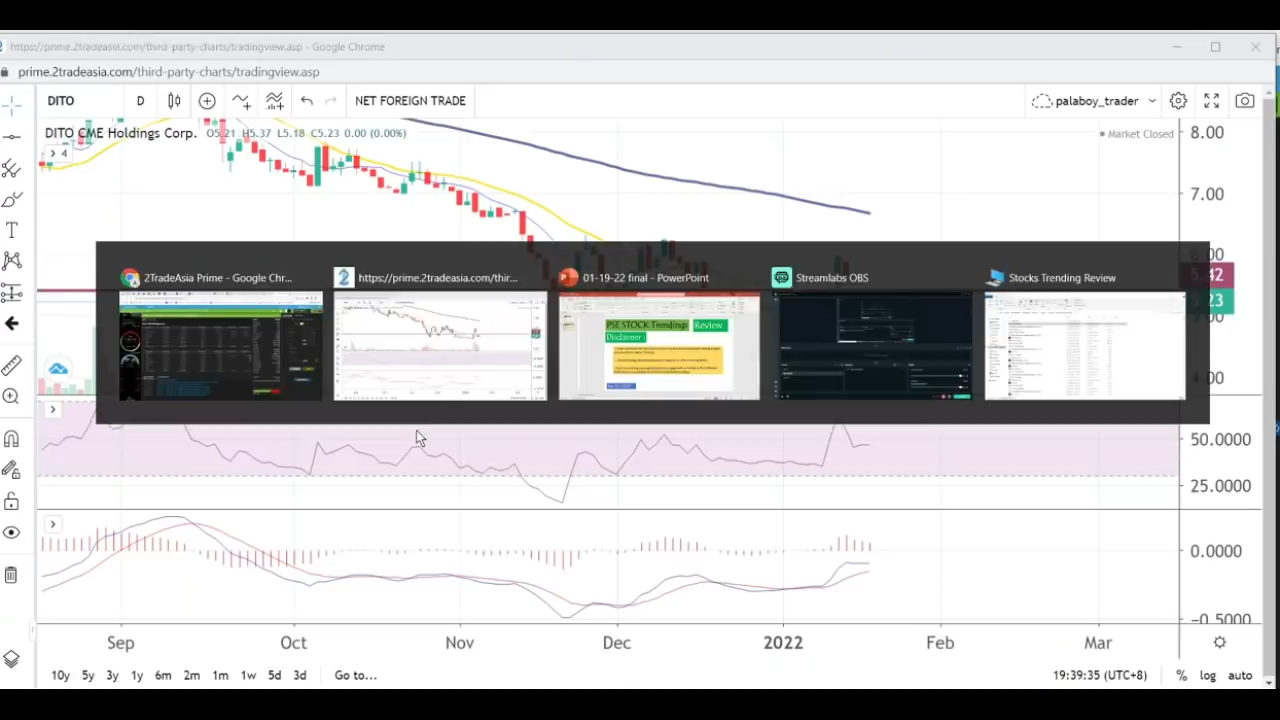 https://prime.2tradeasia.com/third-party-charts/tradingview.asp - Google Chrome
prime.2tradeasia.com/third-party-charts/tradingview.asp
DITO D NET FOREIGN TRADE palaboy_trader
DITO CME Holdings Corp. O5.21 H5.37 L5.18 C5.23 0.00 (0.00%) Market Closed
4
8.00
7.00
2TradeAsia Prime - Google Chr... https://prime.2tradeasia.com/thir... 01-19-22 final - PowerPoint Streamlabs OBS Stocks Trending Review
PSE STOCK Trendings Review
Disclaimer :
50.0000
25.0000
0.0000
-0.5000
Sep Oct Nov Dec 2022 Feb Mar
10y 5y 3y 1y 6m 2m 1m 1w 5d 3d Go to... 19:39:35 (UTC+8) % log auto